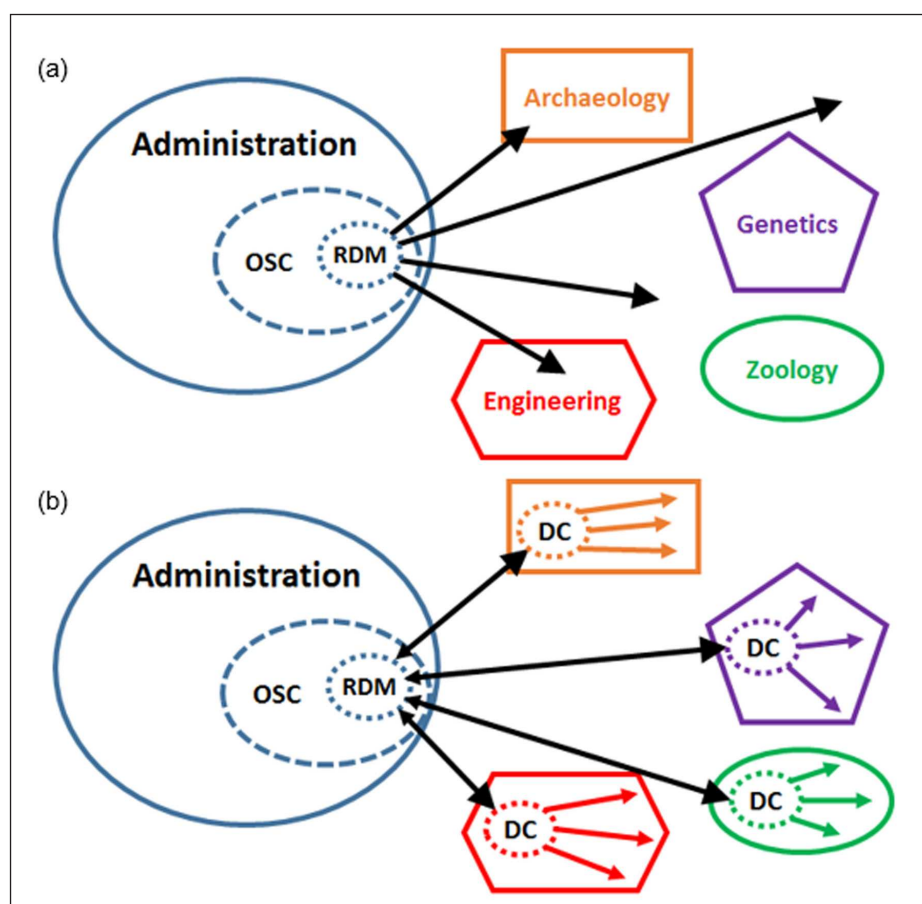 (a)
Administration
OSC
RDM
Archaeology
Genetics
Zoology
Engineering
(b)
Administration
OSC
RDM
DC
DC
DC
DC